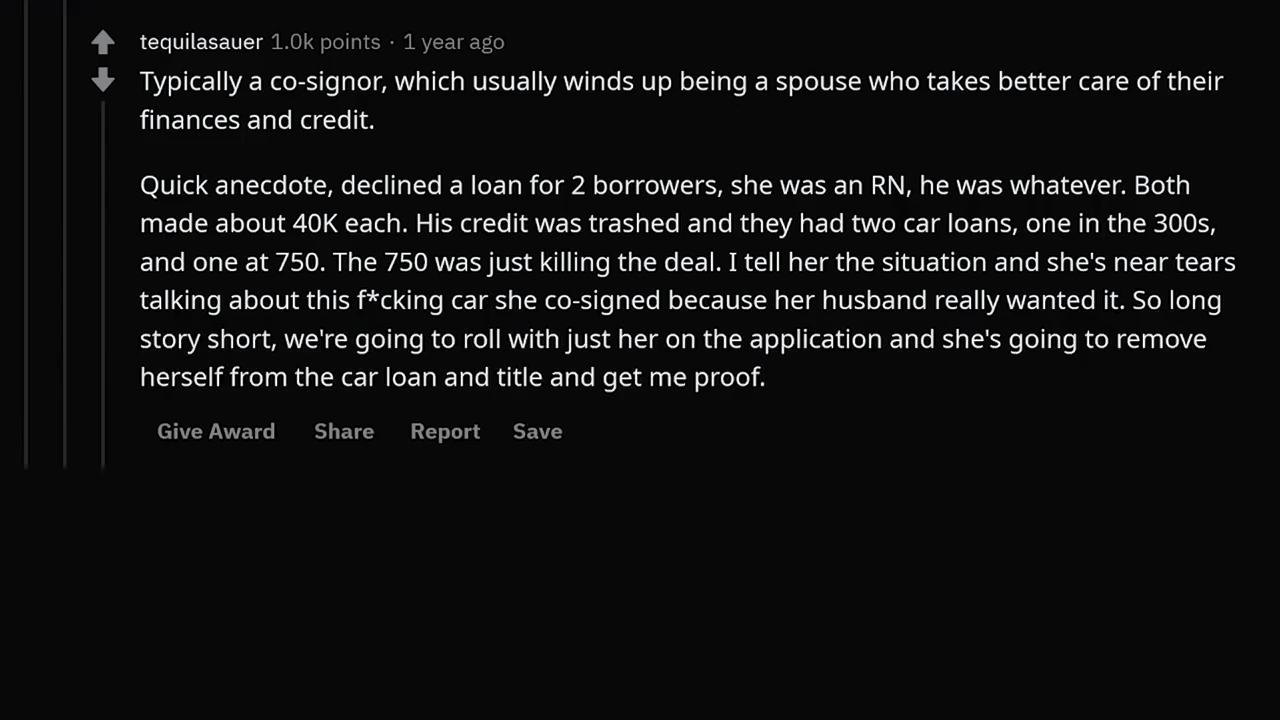 tequilasauer 1.0k points · 1 year ago
Typically a co-signor, which usually winds up being a spouse who takes better care of their
finances and credit.
Quick anecdote, declined a loan for 2 borrowers, she was an RN, he was whatever. Both
made about 40K each. His credit was trashed and they had two car loans, one in the 300s,
and one at 750. The 750 was just killing the deal. I tell her the situation and she's near tears
talking about this f*cking car she co-signed because her husband really wanted it. So long
story short, we're going to roll with just her on the application and she's going to remove
herself from the car loan and title and get me proof.
Give Award Share Report Save